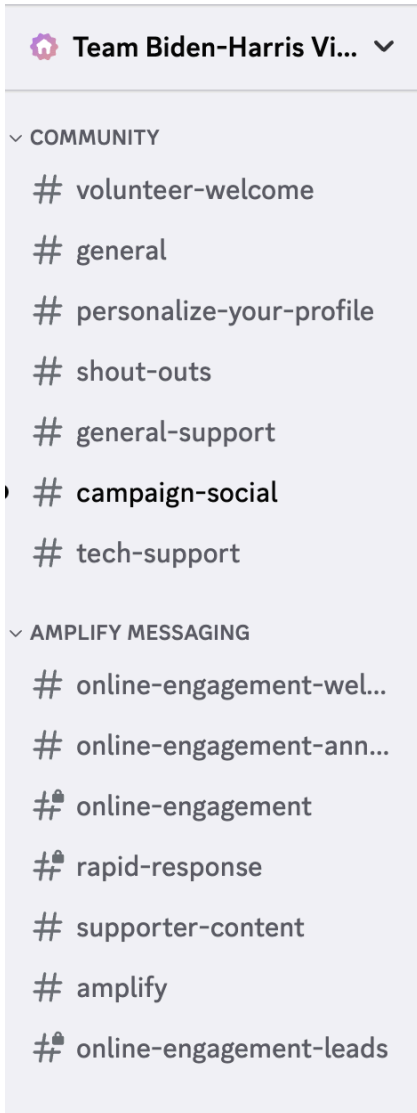 Team Biden-Harris Vi...
COMMUNITY
# volunteer-welcome
# general
# personalize-your-profile
# shout-outs
# general-support
# campaign-social
# tech-support
AMPLIFY MESSAGING
# online-engagement-wel...
# online-engagement-ann...
# online-engagement
# rapid-response
# supporter-content
# amplify
# online-engagement-leads